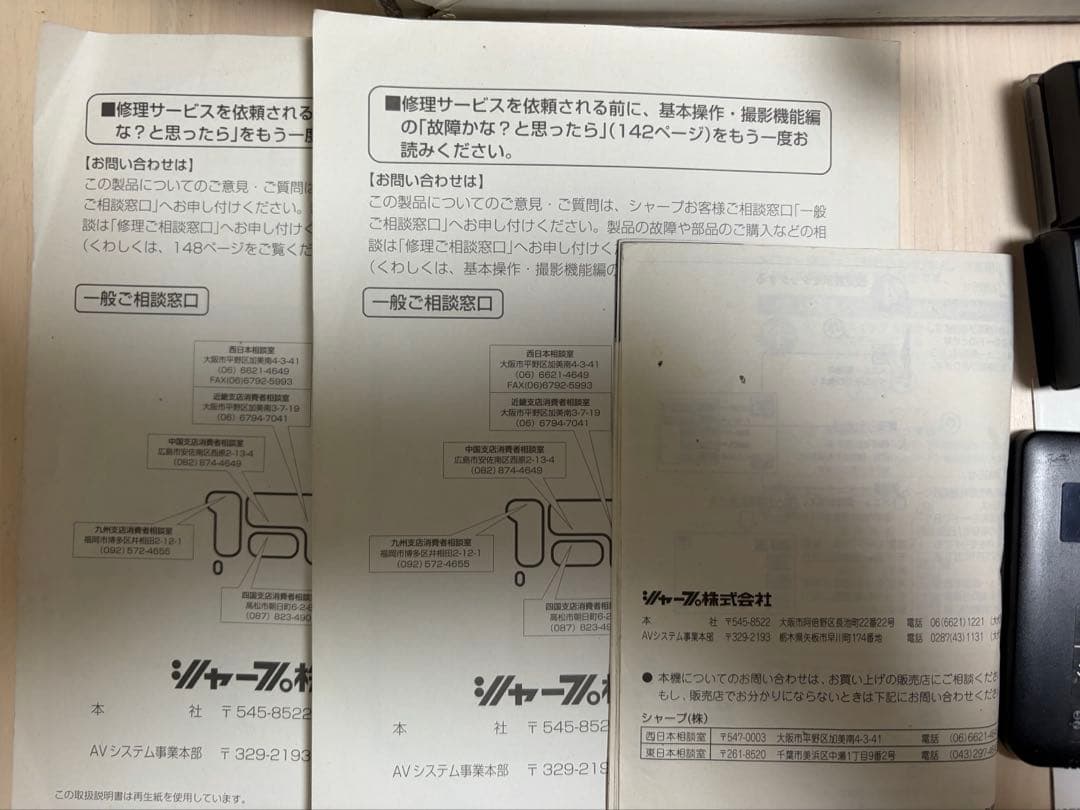 ■修理サービスを依頼される
な?と思ったら」をもう一度
【お問い合わせは】
この製品についてのご意見・ご質問は
ご相談窓口」へお申し付けください。
談は「修理ご相談窓口」へお申し付け
(くわしくは、148ページをご覧くだ
一般ご相談窓口
西日本相談室
大阪市平野区加美南4-3-41
(06) 6621-4649
FAX(06)6792-5993
近畿支店消費者相談室
大阪市平野区加美南3-7-19
(06) 6794-7041
中国支店消費者相談室
広島市安佐南区西原2-13-4
(082) 874-4649
九州支店消費者相談室
福岡市博多区井相田2-12-1
(092) 572-4655
0
四国支店消費者相談
高松市朝日町6-2-
(087) 823-490
シャープ株
本 社 〒545-8522
AVシステム事業本部 〒329-2193
この取扱説明書は再生紙を使用しています。
■修理サービスを依頼される前に、基本操作・撮影機能編
の「故障かな?と思ったら」(142ページ)をもう一度お
読みください。
【お問い合わせは】
この製品についてのご意見・ご質問は、シャープお客様ご相談窓口「一般
ご相談窓口」へお申し付けください。製品の故障や部品のご購入などの相
談は「修理ご相談窓口」へお申し付けく
(くわしくは、基本操作・撮影機能編の
一般ご相談窓口
西日本相談室
大阪市平野区加美南4-3-41
(06) 6621-4649
FAX(06)6792-5993
近畿支店消費者相談室
大阪市平野区加美南3-7-19
(06) 6794-7041
中国支店消費者相談室
広島市安佐南区西原2-13-4
(082) 874-4649
九州支店消費者相談室
福岡市博多区井相田2-12-1
(092) 572-4655
0
四国支店消費
高松市朝日町6
(087) 823-49
シャープ株
本 社 〒545-852
AVシステム事業本部 〒329-219
シャープ株式会社
本 社 〒545-8522 大阪市阿倍野区長池町22番22号 電話 06(6621)1221 (大
AVシステム事業本部 〒329-2193 栃木県矢板市早川町174番地 電話 0287(43)1131 (大
● 本機についてのお問い合わせは、お買い上げの販売店にご相談くださ
もし、販売店でお分かりにならないときは下記にお問い合わせくださ
シャープ(株)
西日本相談室 〒547-0003 大阪市平野区加美南4-3-41 電話 (06)6621-
東日本相談室 〒261-8520 千葉市美浜区中瀬1丁目9番2号 電話 (043)297-